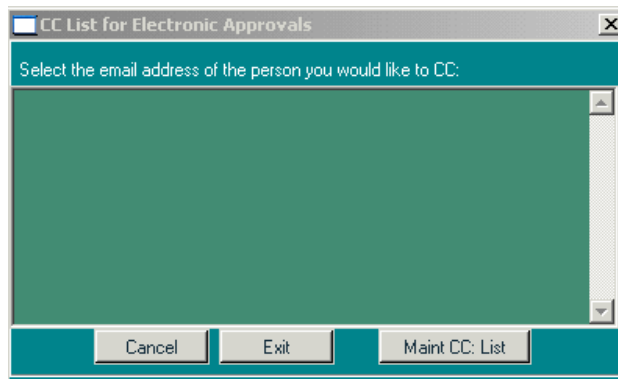 CC List for Electronic Approvals
Select the email address of the person you would like to CC:
Cancel Exit Maint CC: List